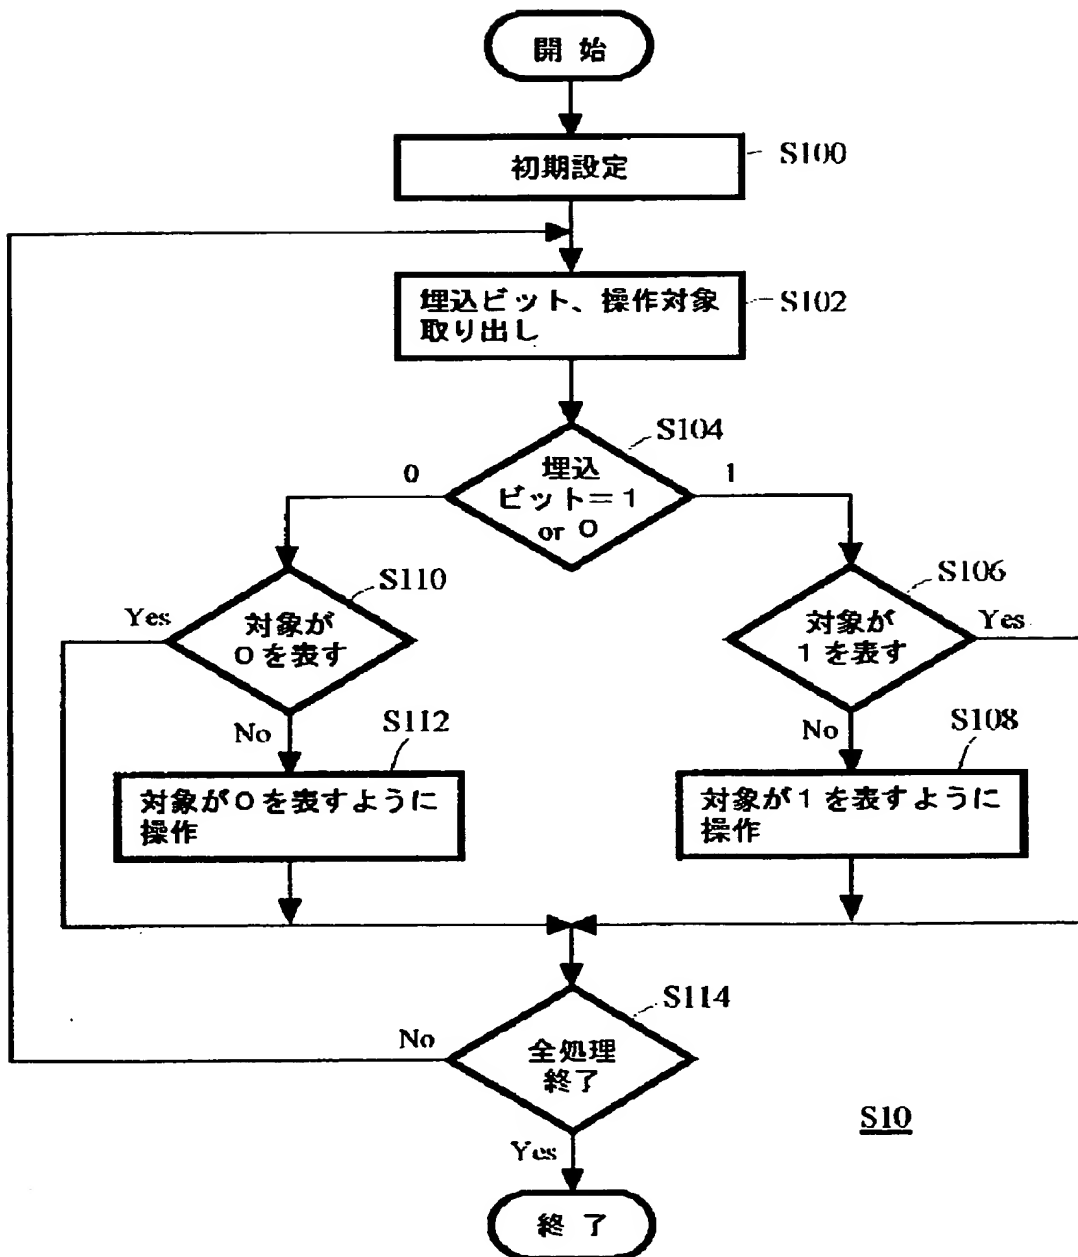 開 始
初期設定
S100
埋込ビット、操作対象
取り出し
S102
S104
埋込
ビット＝1
or 0
0
1
S110
対象が
0を表す
Yes
No
S106
対象が
1を表す
Yes
No
S112
対象が0を表すように
操作
S108
対象が1を表すように
操作
S114
全処理
終了
No
Yes
S10
終 了